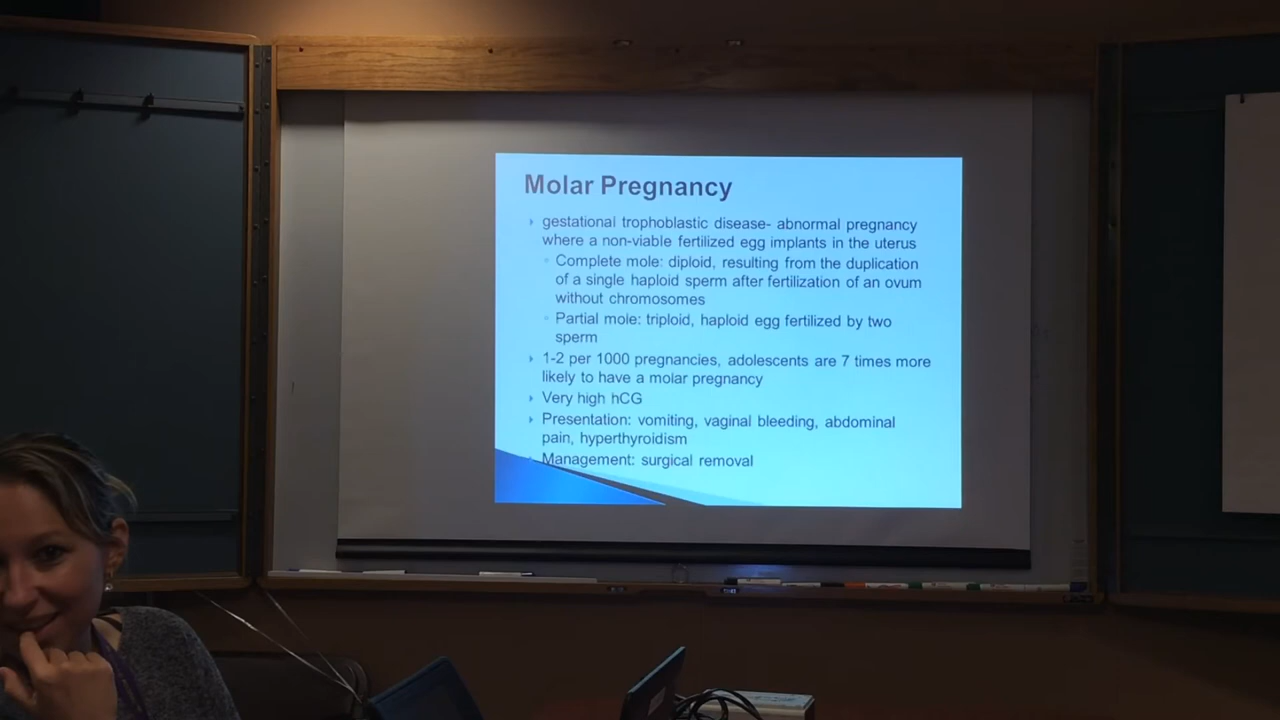 Molar Pregnancy
gestational trophoblastic disease- abnormal pregnancy
where a non-viable fertilized egg implants in the uterus
Complete mole: diploid, resulting from the duplication
of a single haploid sperm after fertilization of an ovum
without chromosomes
Partial mole: triploid, haploid egg fertilized by two
sperm
1-2 per 1000 pregnancies, adolescents are 7 times more
likely to have a molar pregnancy
Very high hCG
Presentation: vomiting, vaginal bleeding, abdominal
pain, hyperthyroidism
Management: surgical removal